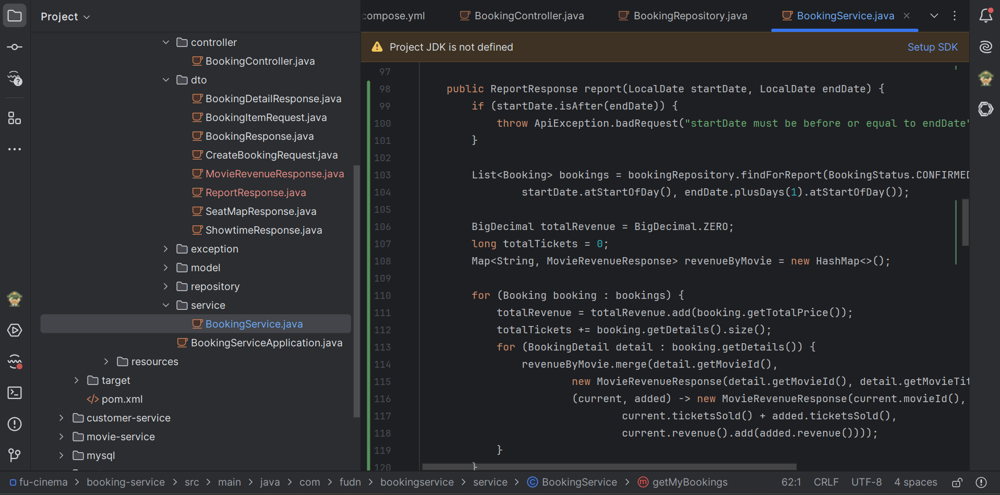 Project
controller
BookingController.java
dto
BookingDetailResponse.java
BookingItemRequest.java
BookingResponse.java
CreateBookingRequest.java
MovieRevenueResponse.java
ReportResponse.java
SeatMapResponse.java
ShowtimeResponse.java
exception
model
repository
service
BookingService.java
BookingServiceApplication.java
resources
target
</> pom.xml
customer-service
movie-service
mysql
compose.yml BookingController.java BookingRepository.java BookingService.java
Project JDK is not defined Setup SDK
97
98 public ReportResponse report(LocalDate startDate, LocalDate endDate) {
99 if (startDate.isAfter(endDate)) {
100 throw ApiException.badRequest("startDate must be before or equal to endDate"
101 }
102
103 List<Booking> bookings = bookingRepository.findForReport(BookingStatus.CONFIRMED
104 startDate.atStartOfDay(), endDate.plusDays(1).atStartOfDay());
105
106 BigDecimal totalRevenue = BigDecimal.ZERO;
107 long totalTickets = 0;
108 Map<String, MovieRevenueResponse> revenueByMovie = new HashMap<>();
109
110 for (Booking booking : bookings) {
111 totalRevenue = totalRevenue.add(booking.getTotalPrice());
112 totalTickets += booking.getDetails().size();
113 for (BookingDetail detail : booking.getDetails()) {
114 revenueByMovie.merge(detail.getMovieId(),
115 new MovieRevenueResponse(detail.getMovieId(), detail.getMovieTit
116 (current, added) -> new MovieRevenueResponse(current.movieId(),
117 current.ticketsSold() + added.ticketsSold(),
118 current.revenue().add(added.revenue())));
119 }
120 }
fu-cinema > booking-service > src > main > java > com > fudn > bookingservice > service > BookingService > getMyBookings 62:1 CRLF UTF-8 4 spaces